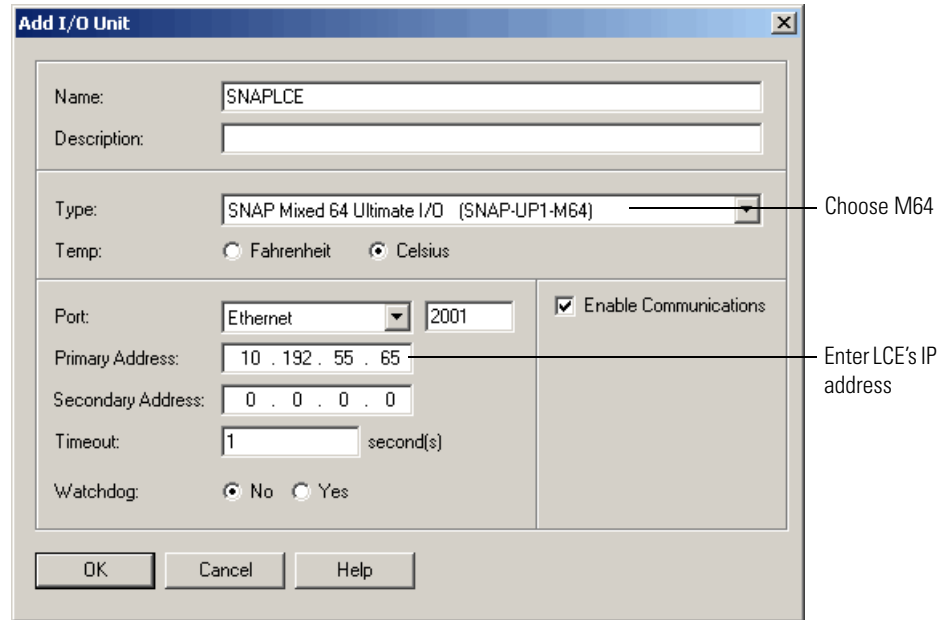 Add I/O Unit
Name: SNAPLCE
Description:
Type: SNAP Mixed 64 Ultimate I/O (SNAP-UP1-M64)
Choose M64
Temp: Fahrenheit Celsius
Port: Ethernet 2001
Enable Communications
Primary Address: 10 . 192 . 55 . 65
Enter LCE's IP
address
Secondary Address: 0 . 0 . 0 . 0
Timeout: 1 second(s)
Watchdog: No Yes
OK Cancel Help